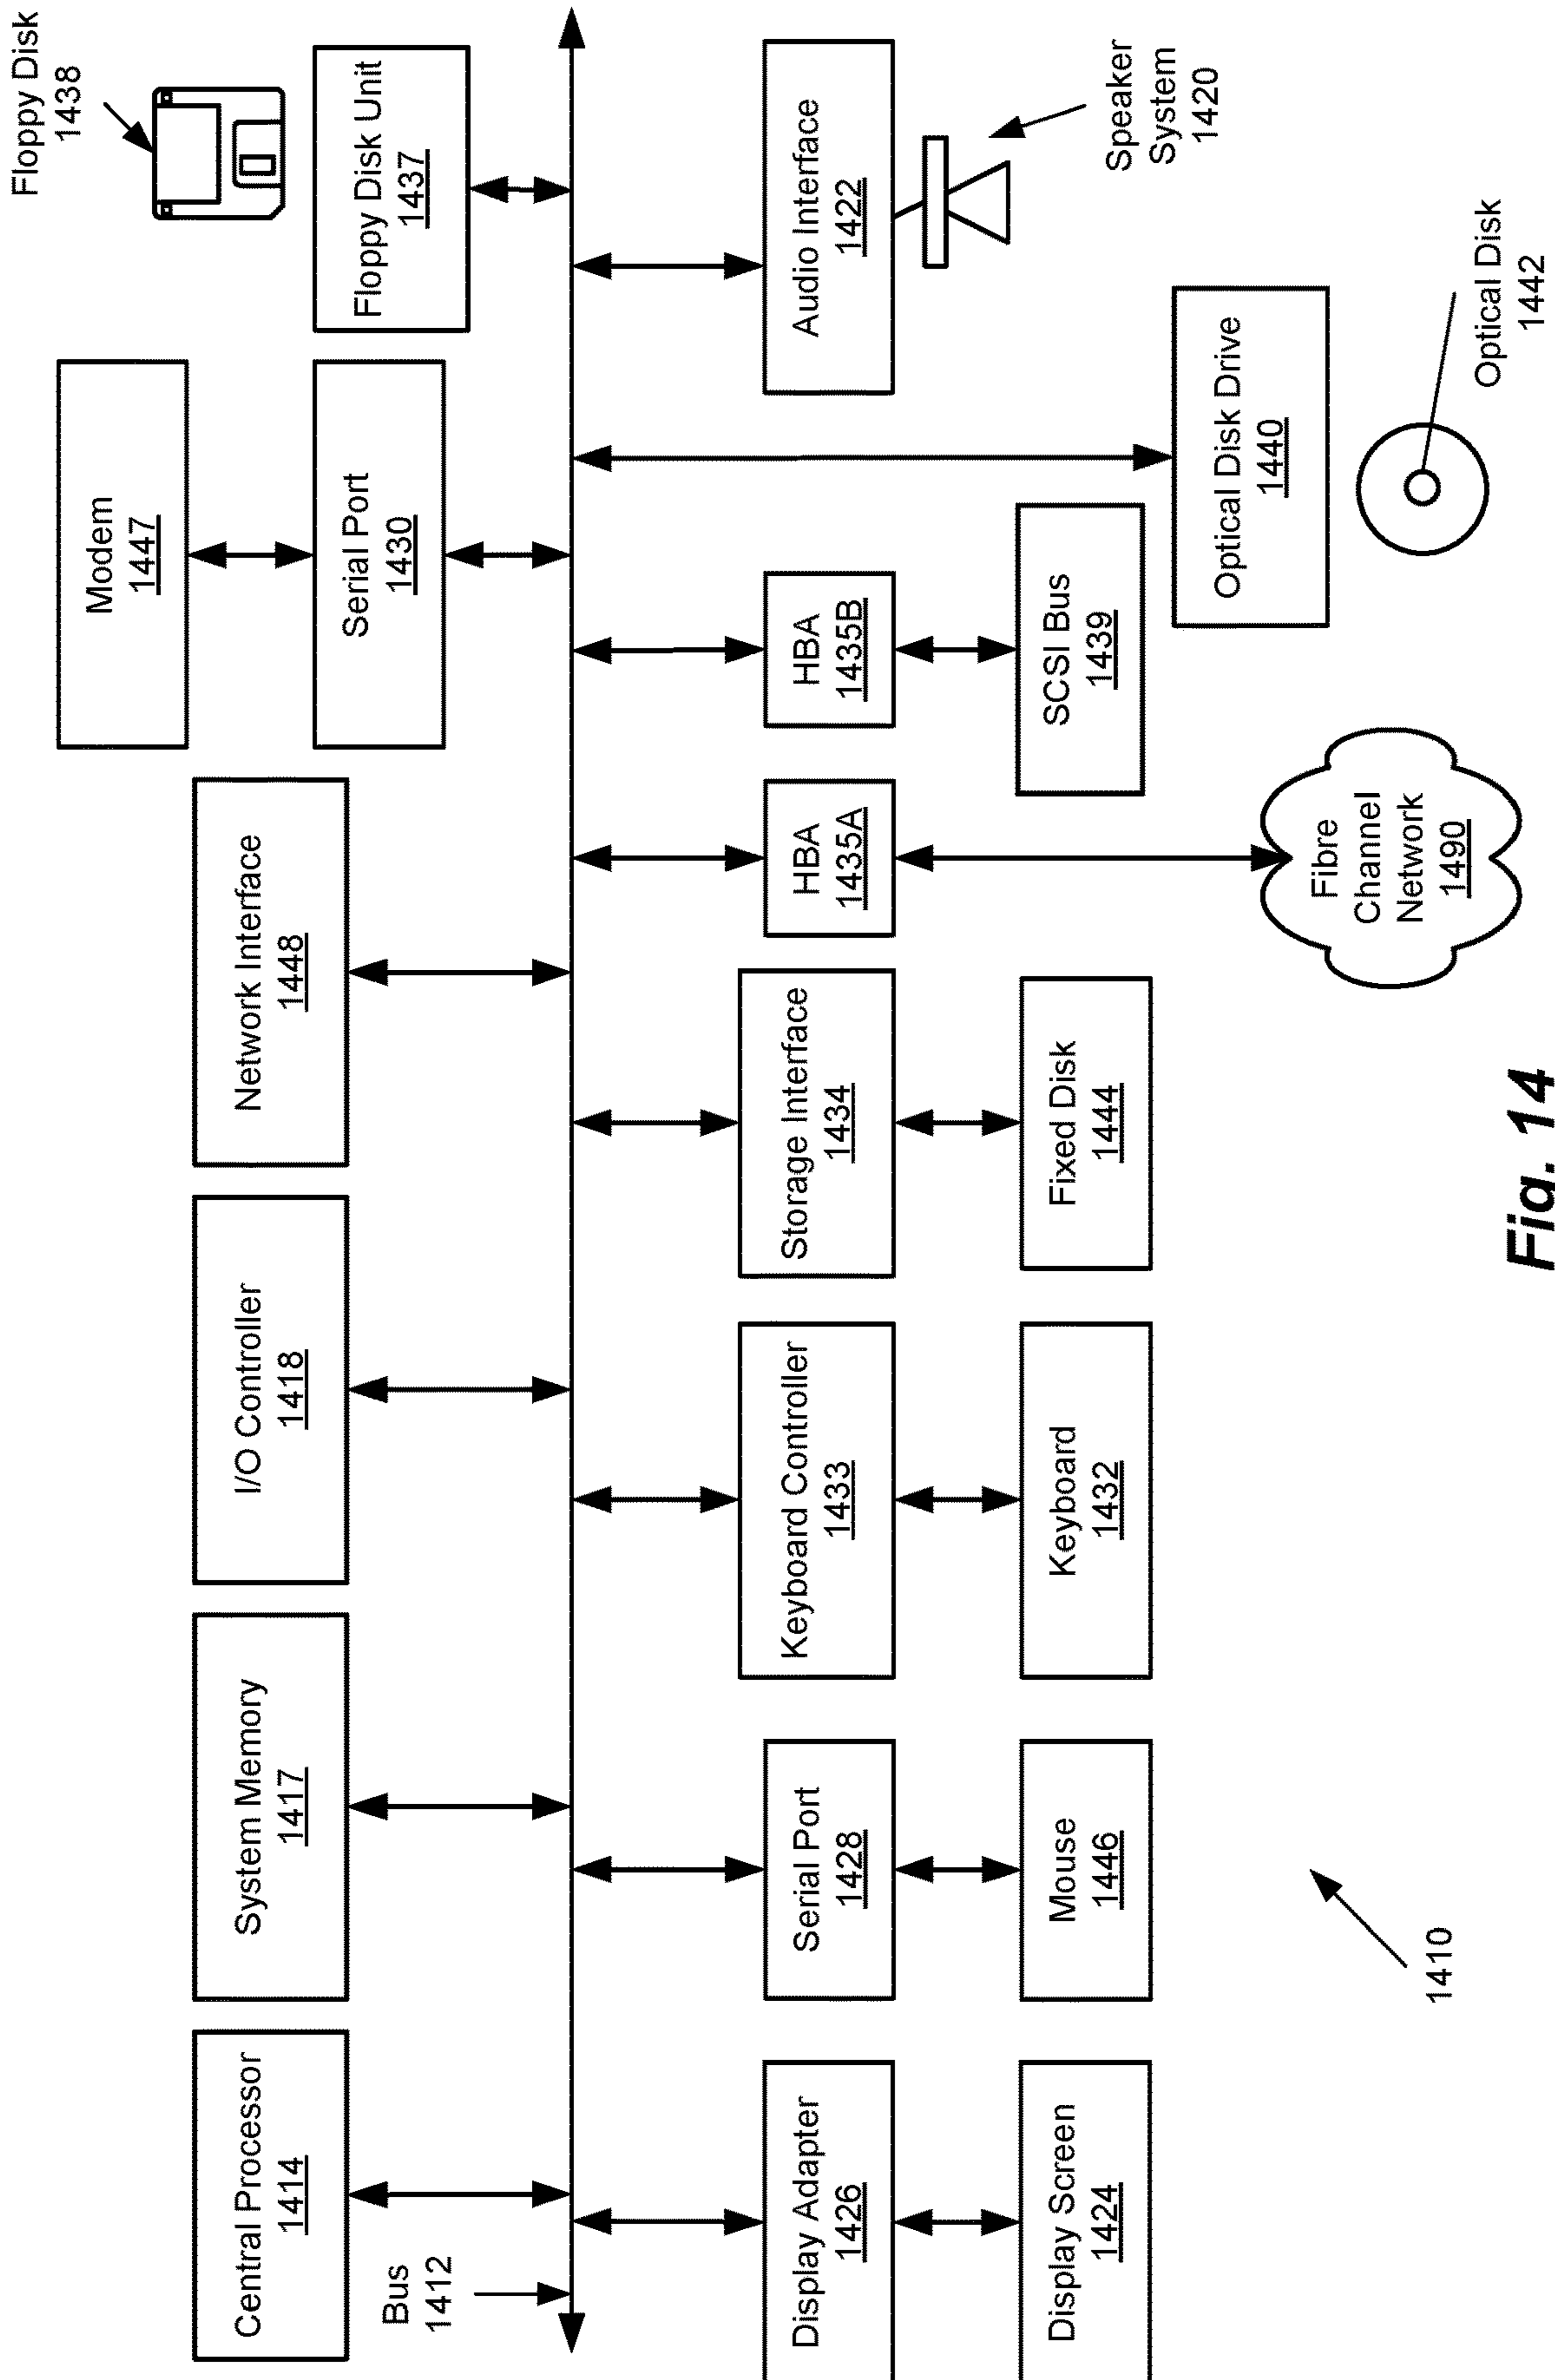 Floppy Disk
1438
Modem
1447
Central Processor
1414
System Memory
1417
I/O Controller
1418
Network Interface
1448
Serial Port
1430
Floppy Disk Unit
1437
Bus
1412
Display Adapter
1426
Serial Port
1428
Keyboard Controller
1433
Storage Interface
1434
HBA
1435A
HBA
1435B
Audio Interface
1422
Display Screen
1424
Mouse
1446
Keyboard
1432
Fixed Disk
1444
SCSI Bus
1439
Speaker
System
1420
Optical Disk Drive
1440
Fibre
Channel
Network
1490
Optical Disk
1442
1410
Fig. 14